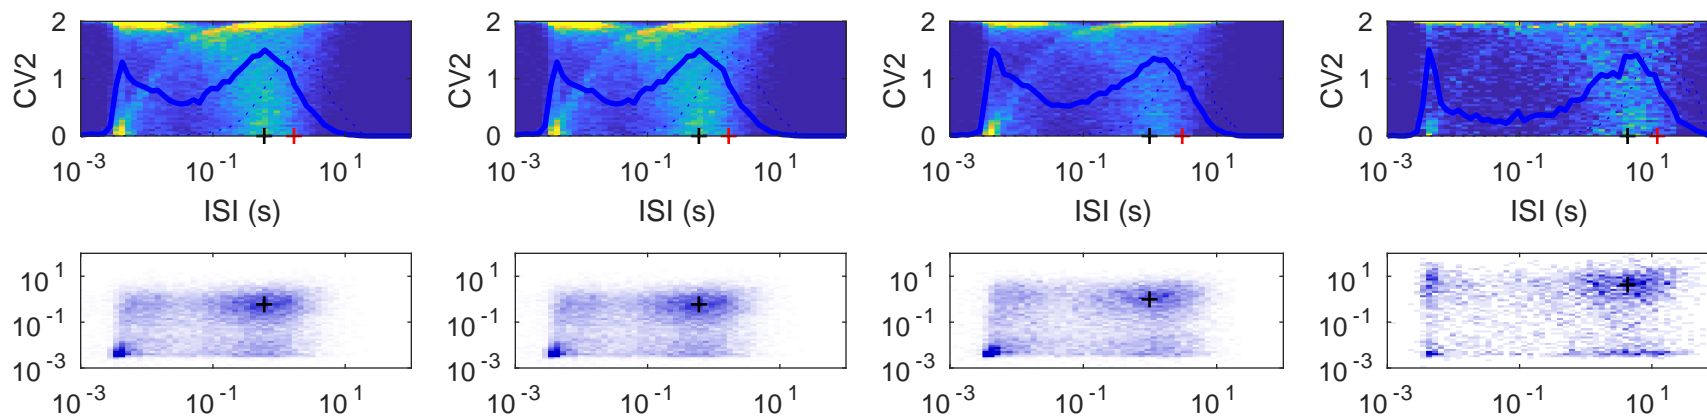 2 2 2 2
CV2 CV2 CV2 CV2
1 1 1 1
0 0 0 0
10^-3 10^-1 10^1 10^-3 10^-1 10^1 10^-3 10^-1 10^1 10^-3 10^-1 10^1
ISI (s) ISI (s) ISI (s) ISI (s)
10^1 10^1 10^1 10^1
10^-1 10^-1 10^-1 10^-1
10^-3 10^-3 10^-3 10^-3
10^-3 10^-1 10^1 10^-3 10^-1 10^1 10^-3 10^-1 10^1 10^-3 10^-1 10^1